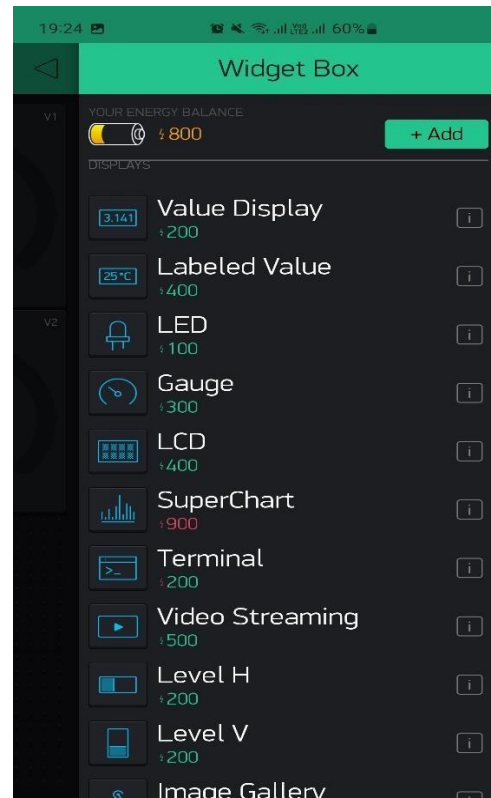 19:24 60%
Widget Box
V1
YOUR ENERGY BALANCE
800
+ Add
DISPLAYS
3.141
Value Display
200
25°C
Labeled Value
400
V2
LED
100
Gauge
300
LCD
400
SuperChart
900
>_
Terminal
200
Video Streaming
500
Level H
200
Level V
200
Image Gallery